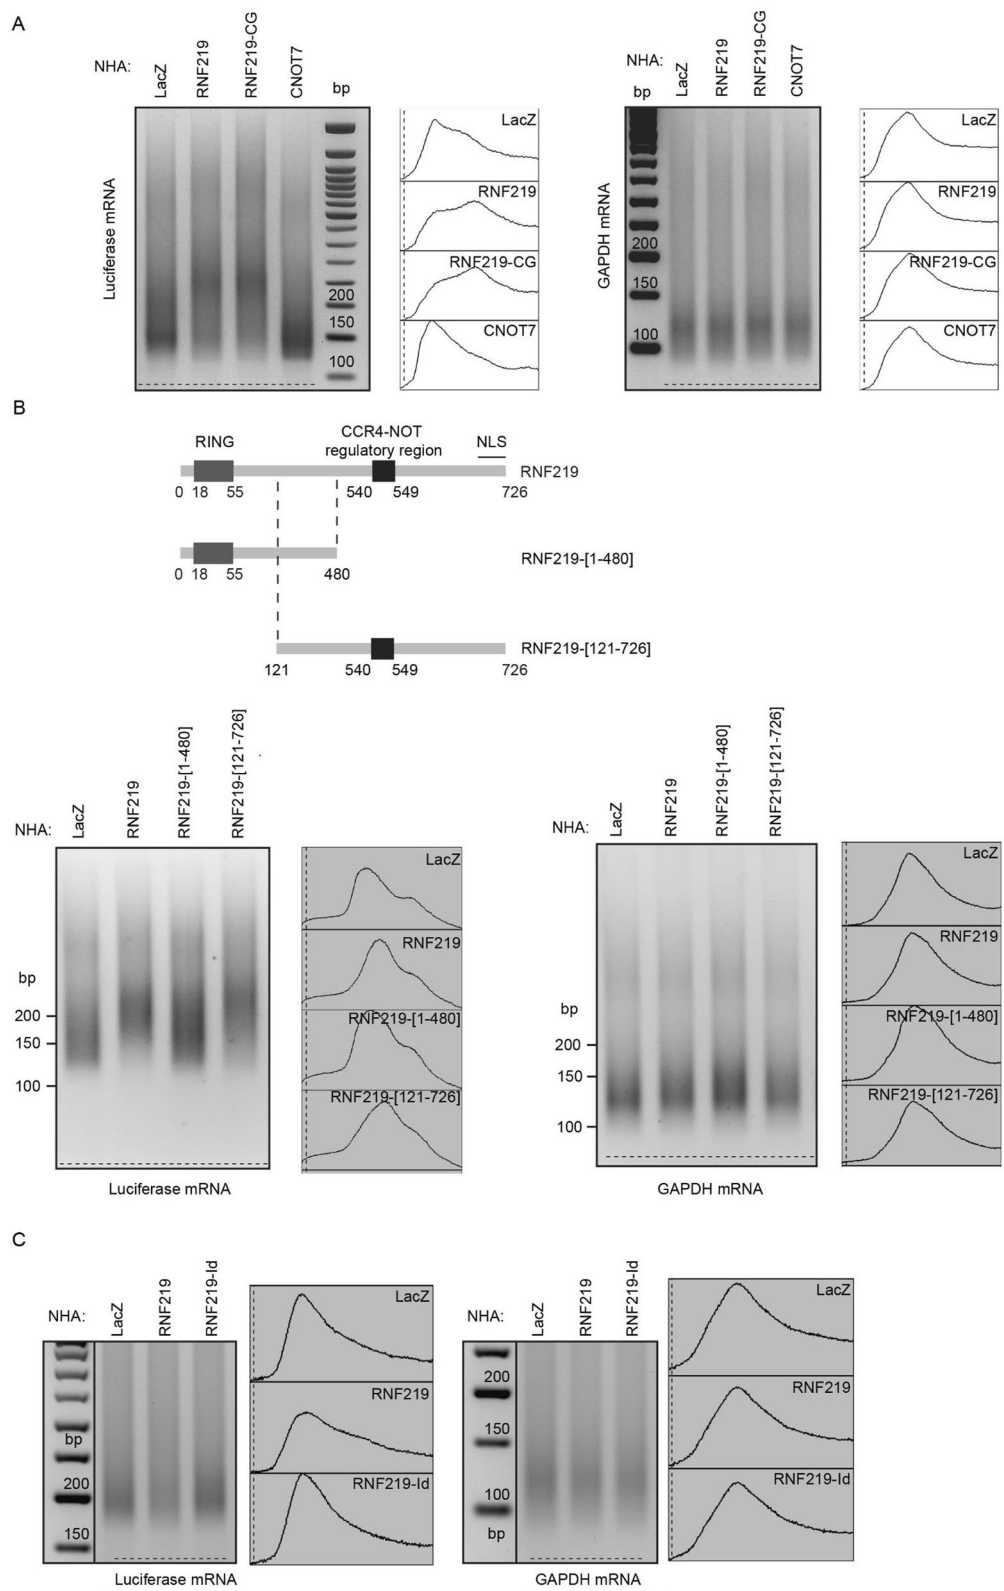 A
NHA:
LacZ
RNF219
RNF219-CG
CNOT7
bp
Luciferase mRNA
200
150
100
LacZ
RNF219
RNF219-CG
CNOT7
NHA:
bp
LacZ
RNF219
RNF219-CG
CNOT7
GAPDH mRNA
200
150
100
LacZ
RNF219
RNF219-CG
CNOT7
B
RING
CCR4-NOT
regulatory region
NLS
RNF219
0 18 55 540 549 726
RNF219-[1-480]
0 18 55 480
RNF219-[121-726]
121 540 549 726
NHA:
LacZ
RNF219
RNF219-[1-480]
RNF219-[121-726]
bp
200
150
100
LacZ
RNF219
RNF219-[1-480]
RNF219-[121-726]
Luciferase mRNA
NHA:
LacZ
RNF219
RNF219-[1-480]
RNF219-[121-726]
bp
200
150
100
LacZ
RNF219
RNF219-[1-480]
RNF219-[121-726]
GAPDH mRNA
C
NHA:
LacZ
RNF219
RNF219-Id
bp
200
150
LacZ
RNF219
RNF219-Id
Luciferase mRNA
NHA:
LacZ
RNF219
RNF219-Id
200
150
100
bp
LacZ
RNF219
RNF219-Id
GAPDH mRNA